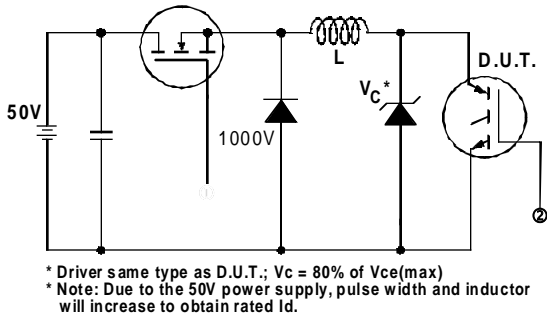 L
D.U.T.
VC *
50V
1000V
①
②
* Driver same type as D.U.T.; Vc = 80% of Vce(max)
* Note: Due to the 50V power supply, pulse width and inductor
will increase to obtain rated Id.